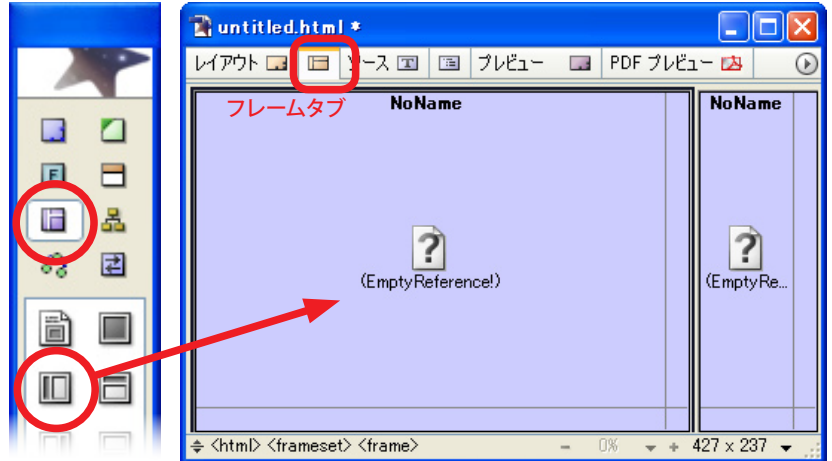 untitled.html *
レイアウト ソース プレビュー PDF プレビュー
フレームタブ
NoName NoName
(EmptyReference!) (EmptyRe...
<html> <frameset> <frame> - 0% + 427 x 237